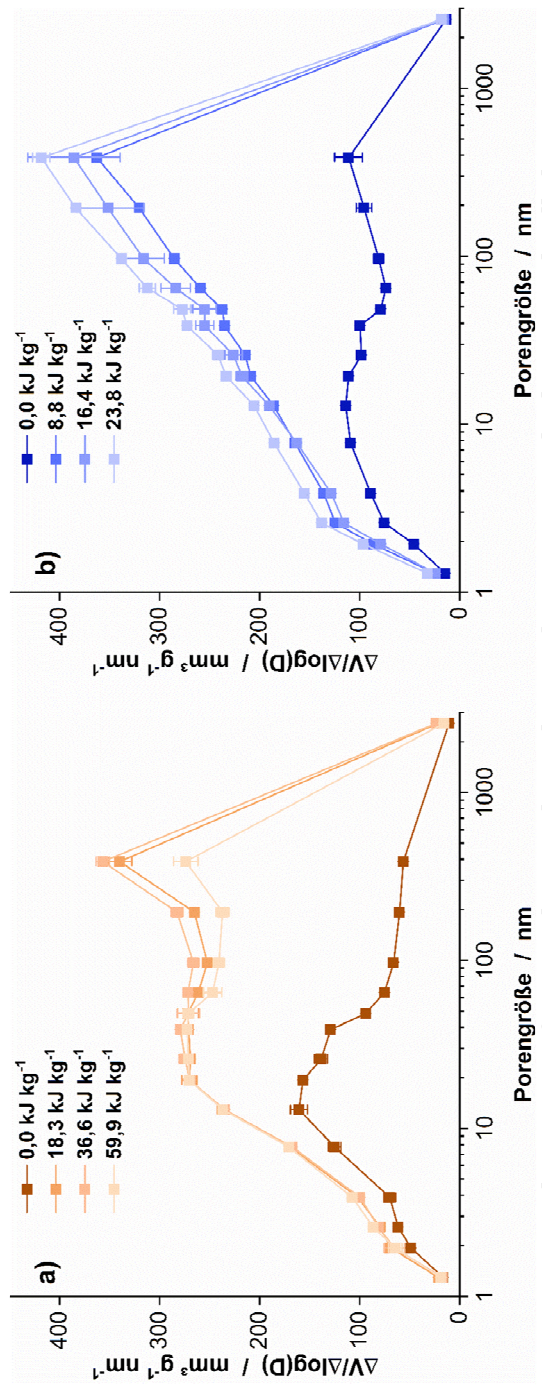 a)
0,0 kJ kg⁻¹
18,3 kJ kg⁻¹
36,6 kJ kg⁻¹
59,9 kJ kg⁻¹
400
300
200
100
0
ΔV/Δlog(D) / mm³ g⁻¹ nm⁻¹
1
10
100
1000
Porengröße / nm
b)
0,0 kJ kg⁻¹
8,8 kJ kg⁻¹
16,4 kJ kg⁻¹
23,8 kJ kg⁻¹
400
300
200
100
0
ΔV/Δlog(D) / mm³ g⁻¹ nm⁻¹
1
10
100
1000
Porengröße / nm